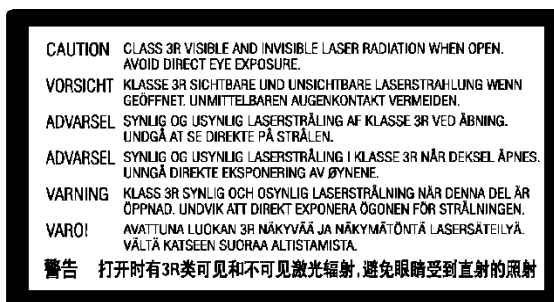 CAUTION CLASS 3R VISIBLE AND INVISIBLE LASER RADIATION WHEN OPEN.
AVOID DIRECT EYE EXPOSURE.
VORSICHT KLASSE 3R SICHTBARE UND UNSICHTBARE LASERSTRAHLUNG WENN
GEÖFFNET. UNMITTELBAREN AUGENKONTAKT VERMEIDEN.
ADVARSEL SYNLIG OG USYNLIG LASERSTRÅLING AF KLASSE 3R VED ÅBNING.
UNDGÅ AT SE DIREKTE PÅ STRÅLEN.
ADVARSEL SYNLIG OG USYNLIG LASERSTRÅLING I KLASSE 3R NÅR DEKSEL ÅPNES.
UNNGÅ DIREKTE EKSPONERING AV ØYNENE.
VARNING KLASS 3R SYNLIG OCH OSYNLIG LASERSTRÅLNING NÄR DENNA DEL ÄR
ÖPPNAD. UNDVIK ATT DIREKT EXPONERA ÖGONEN FÖR STRÅLNINGEN.
VARO! AVATTUNA LUOKAN 3R NÄKYVÄÄ JA NÄKYMÄTÖNTÄ LASERSÄTEILYÄ.
VÄLTÄ KATSEEN SUORAA ALTISTAMISTA.
警告 打开时有3R类可见和不可见激光辐射,避免眼睛受到直射的照射